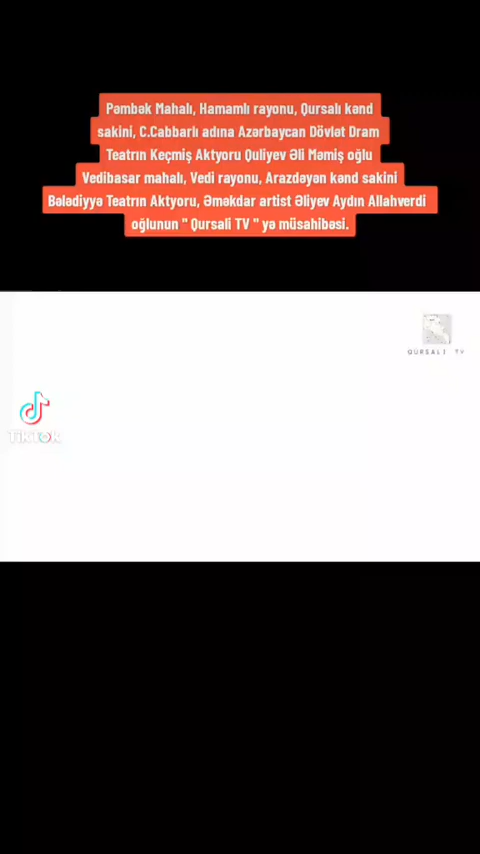 Pəmbək Mahalı, Hamamlı rayonu, Qursalı kənd
sakini, C.Cabbarlı adına Azərbaycan Dövlət Dram
Teatrın Keçmiş Aktyoru Quliyev Əli Məmiş oğlu
Vedibasar mahalı, Vedi rayonu, Arazdəyən kənd sakini
Bələdiyyə Teatrın Aktyoru, Əməkdar artist Əliyev Aydın Allahverdi
oğlunun " Qursali TV " yə müsahibəsi.
QURSALI TV
TikTok